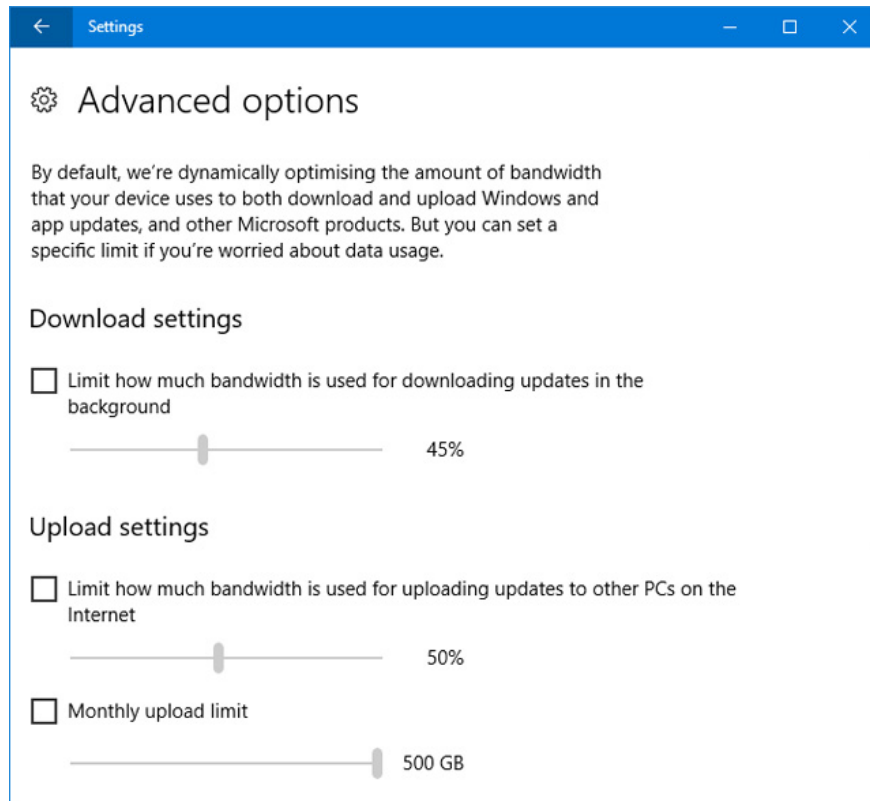 Settings
Advanced options
By default, we’re dynamically optimising the amount of bandwidth
that your device uses to both download and upload Windows and
app updates, and other Microsoft products. But you can set a
specific limit if you’re worried about data usage.
Download settings
Limit how much bandwidth is used for downloading updates in the
background
45%
Upload settings
Limit how much bandwidth is used for uploading updates to other PCs on the
Internet
50%
Monthly upload limit
500 GB